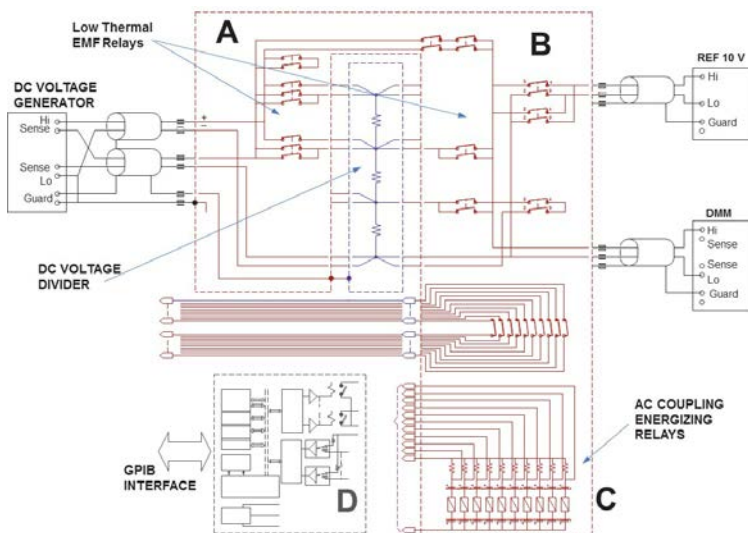 Low Thermal
EMF Relays
A
B
REF 10 V
Hi
Lo
Guard
DC VOLTAGE
GENERATOR
Hi
Sense
Sense
Lo
Guard
+
−
DC VOLTAGE
DIVIDER
DMM
Hi
Sense
Sense
Lo
Guard
AC COUPLING
ENERGIZING
RELAYS
GPIB
INTERFACE
D
C